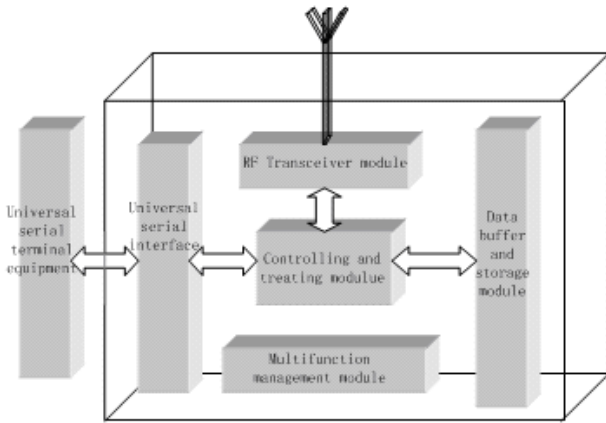 RF Transceiver module
Universal
serial
terminal
equipment
Universal
serial
interface
Controlling and
treating modulue
Data
buffer
and
storage
module
Multifunction
management module